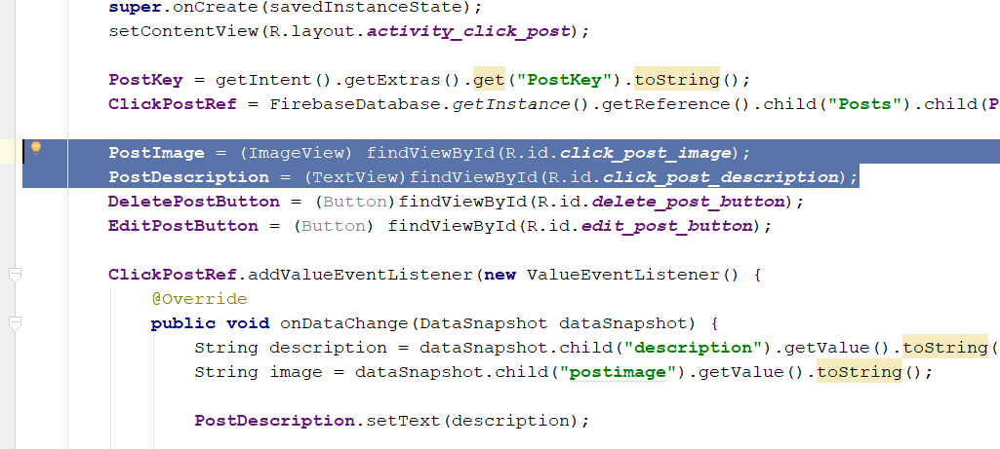 super.onCreate(savedInstanceState);
setContentView(R.layout.activity_click_post);
PostKey = getIntent().getExtras().get("PostKey").toString();
ClickPostRef = FirebaseDatabase.getInstance().getReference().child("Posts").child(P
PostImage = (ImageView) findViewById(R.id.click_post_image);
PostDescription = (TextView)findViewById(R.id.click_post_description);
DeletePostButton = (Button)findViewById(R.id.delete_post_button);
EditPostButton = (Button) findViewById(R.id.edit_post_button);
ClickPostRef.addValueEventListener(new ValueEventListener() {
@Override
public void onDataChange(DataSnapshot dataSnapshot) {
String description = dataSnapshot.child("description").getValue().toString(
String image = dataSnapshot.child("postimage").getValue().toString();
PostDescription.setText(description);